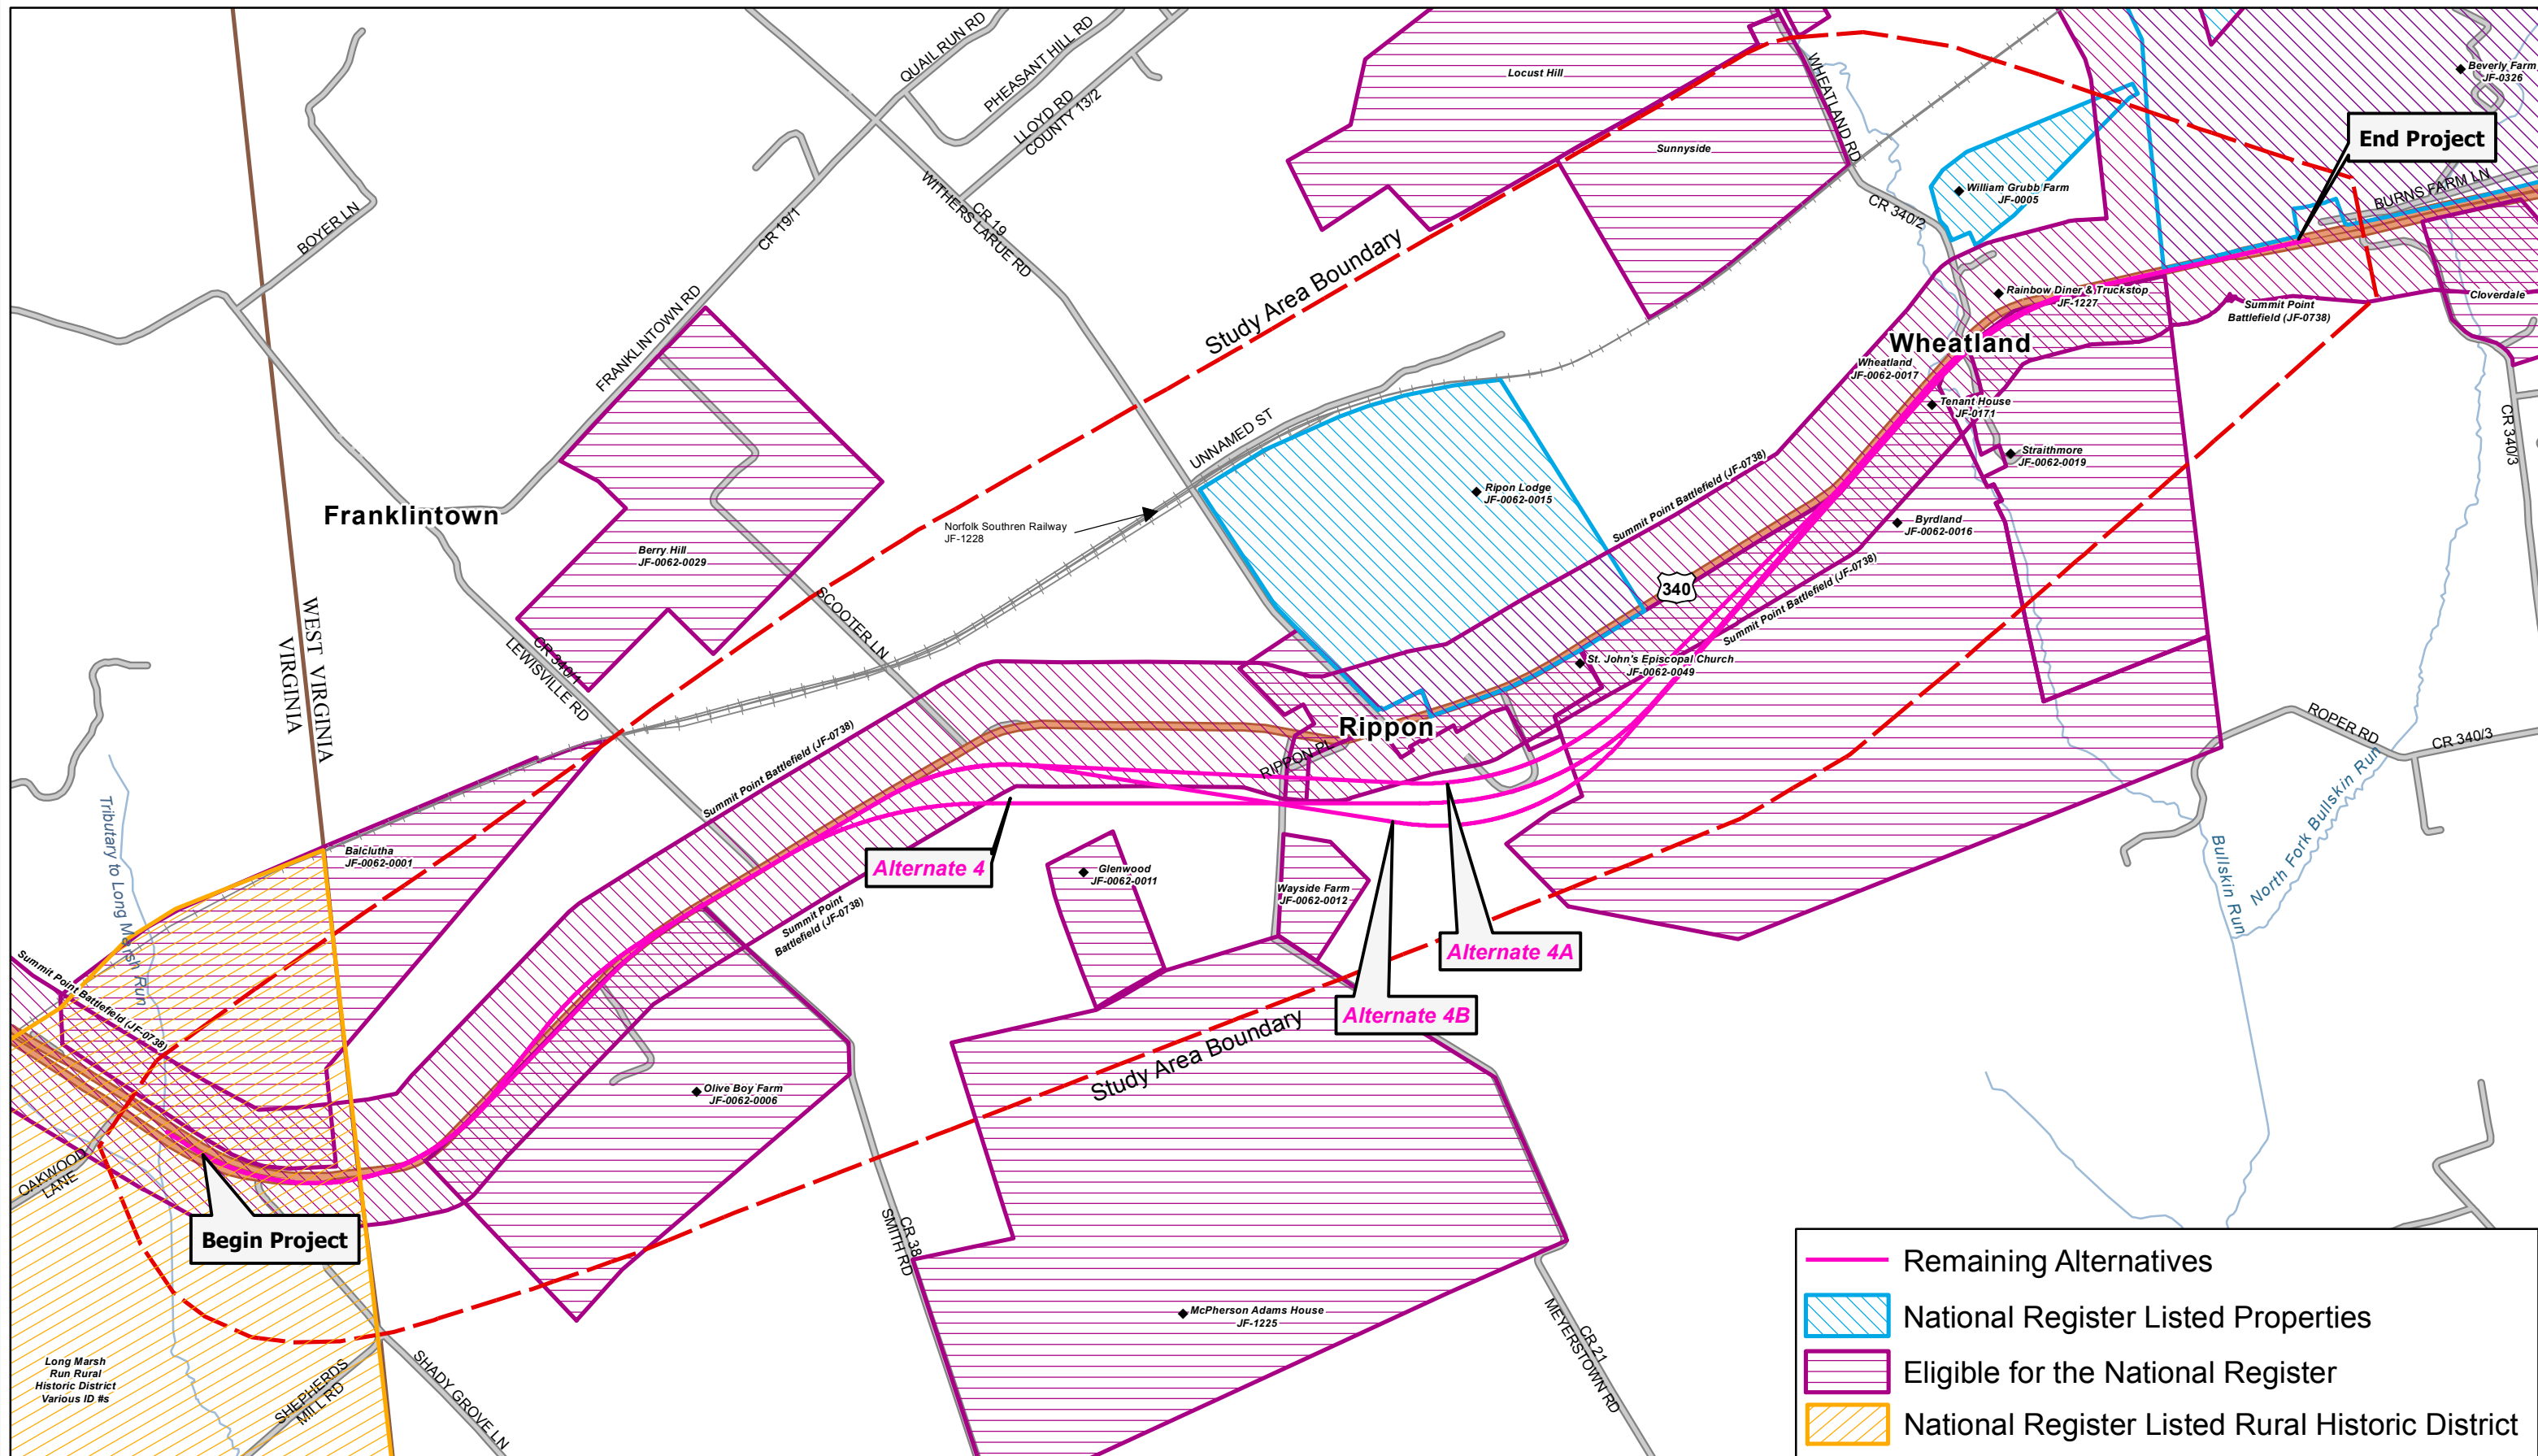 QUAIL RUN RD
PHEASANT HILL RD
LLOYD RD
COUNTY 13/2
Locust Hill
WHEATLAND RD
Beverly Farm
JF-0326
End Project
Sunnyside
WITHERS LARUE RD
CR 19
CR 19/1
BOYER LN
William Grubb Farm
JF-0005
BURNS FARM LN
CR 340/2
Study Area Boundary
FRANKLINTOWN RD
Rainbow Diner & Truckstop
JF-1227
Summit Point
Battlefield (JF-0738)
Cloverdale
Wheatland
Wheatland
JF-0062-0017
Tenant House
JF-0171
CR 340/3
UNNAMED ST
Straithmore
JF-0062-0019
Ripon Lodge
JF-0062-0015
Summit Point Battlefield (JF-0738)
Franklintown
Norfolk Southren Railway
JF-1228
Byrdland
JF-0062-0016
Berry Hill
JF-0062-0029
340
Summit Point Battlefield (JF-0738)
SCOOTER LN
WEST VIRGINIA
VIRGINIA
CR 340/1
LEWISVILLE RD
St. John's Episcopal Church
JF-0062-0049
Rippon
RIPPON PL
ROPER RD
CR 340/3
Summit Point Battlefield (JF-0738)
North Fork Bullskin Run
Bullskin Run
Tributary to Long Marsh Run
Balclutha
JF-0062-0001
Alternate 4
Glenwood
JF-0062-0011
Wayside Farm
JF-0062-0012
Summit Point
Battlefield (JF-0738)
Alternate 4A
Alternate 4B
Summit Point Battlefield (JF-0738)
Study Area Boundary
Olive Boy Farm
JF-0062-0006
OAKWOOD
LANE
Begin Project
CR 38
SMITH RD
McPherson Adams House
JF-1225
CR 21
MEYERSTOWN RD
Long Marsh
Run Rural
Historic District
Various ID #s
SHEPHERDS
MILL RD
SHADY GROVE LN
Remaining Alternatives
National Register Listed Properties
Eligible for the National Register
National Register Listed Rural Historic District